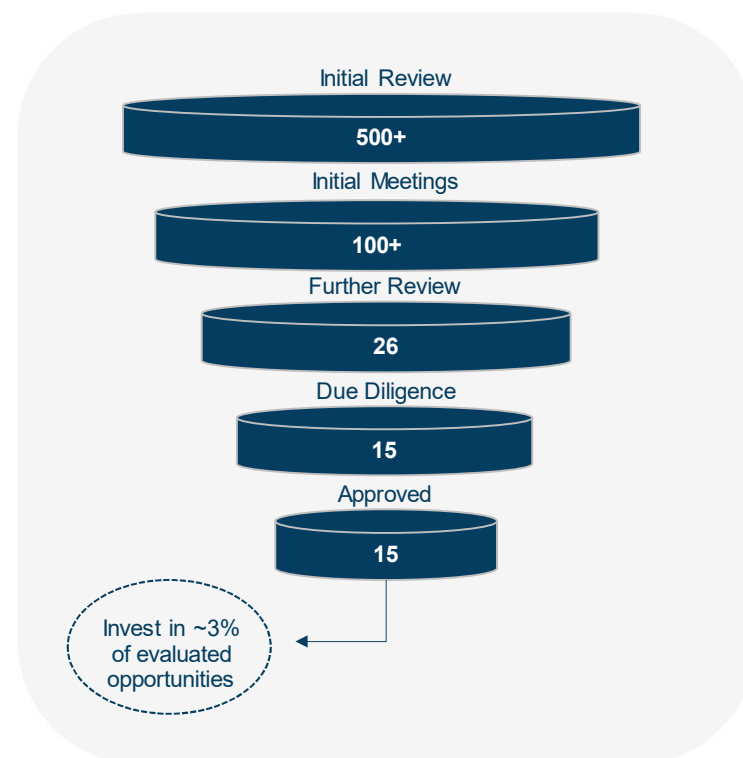 Initial Review
500+
Initial Meetings
100+
Further Review
26
Due Diligence
15
Approved
15
Invest in ~3%
of evaluated
opportunities